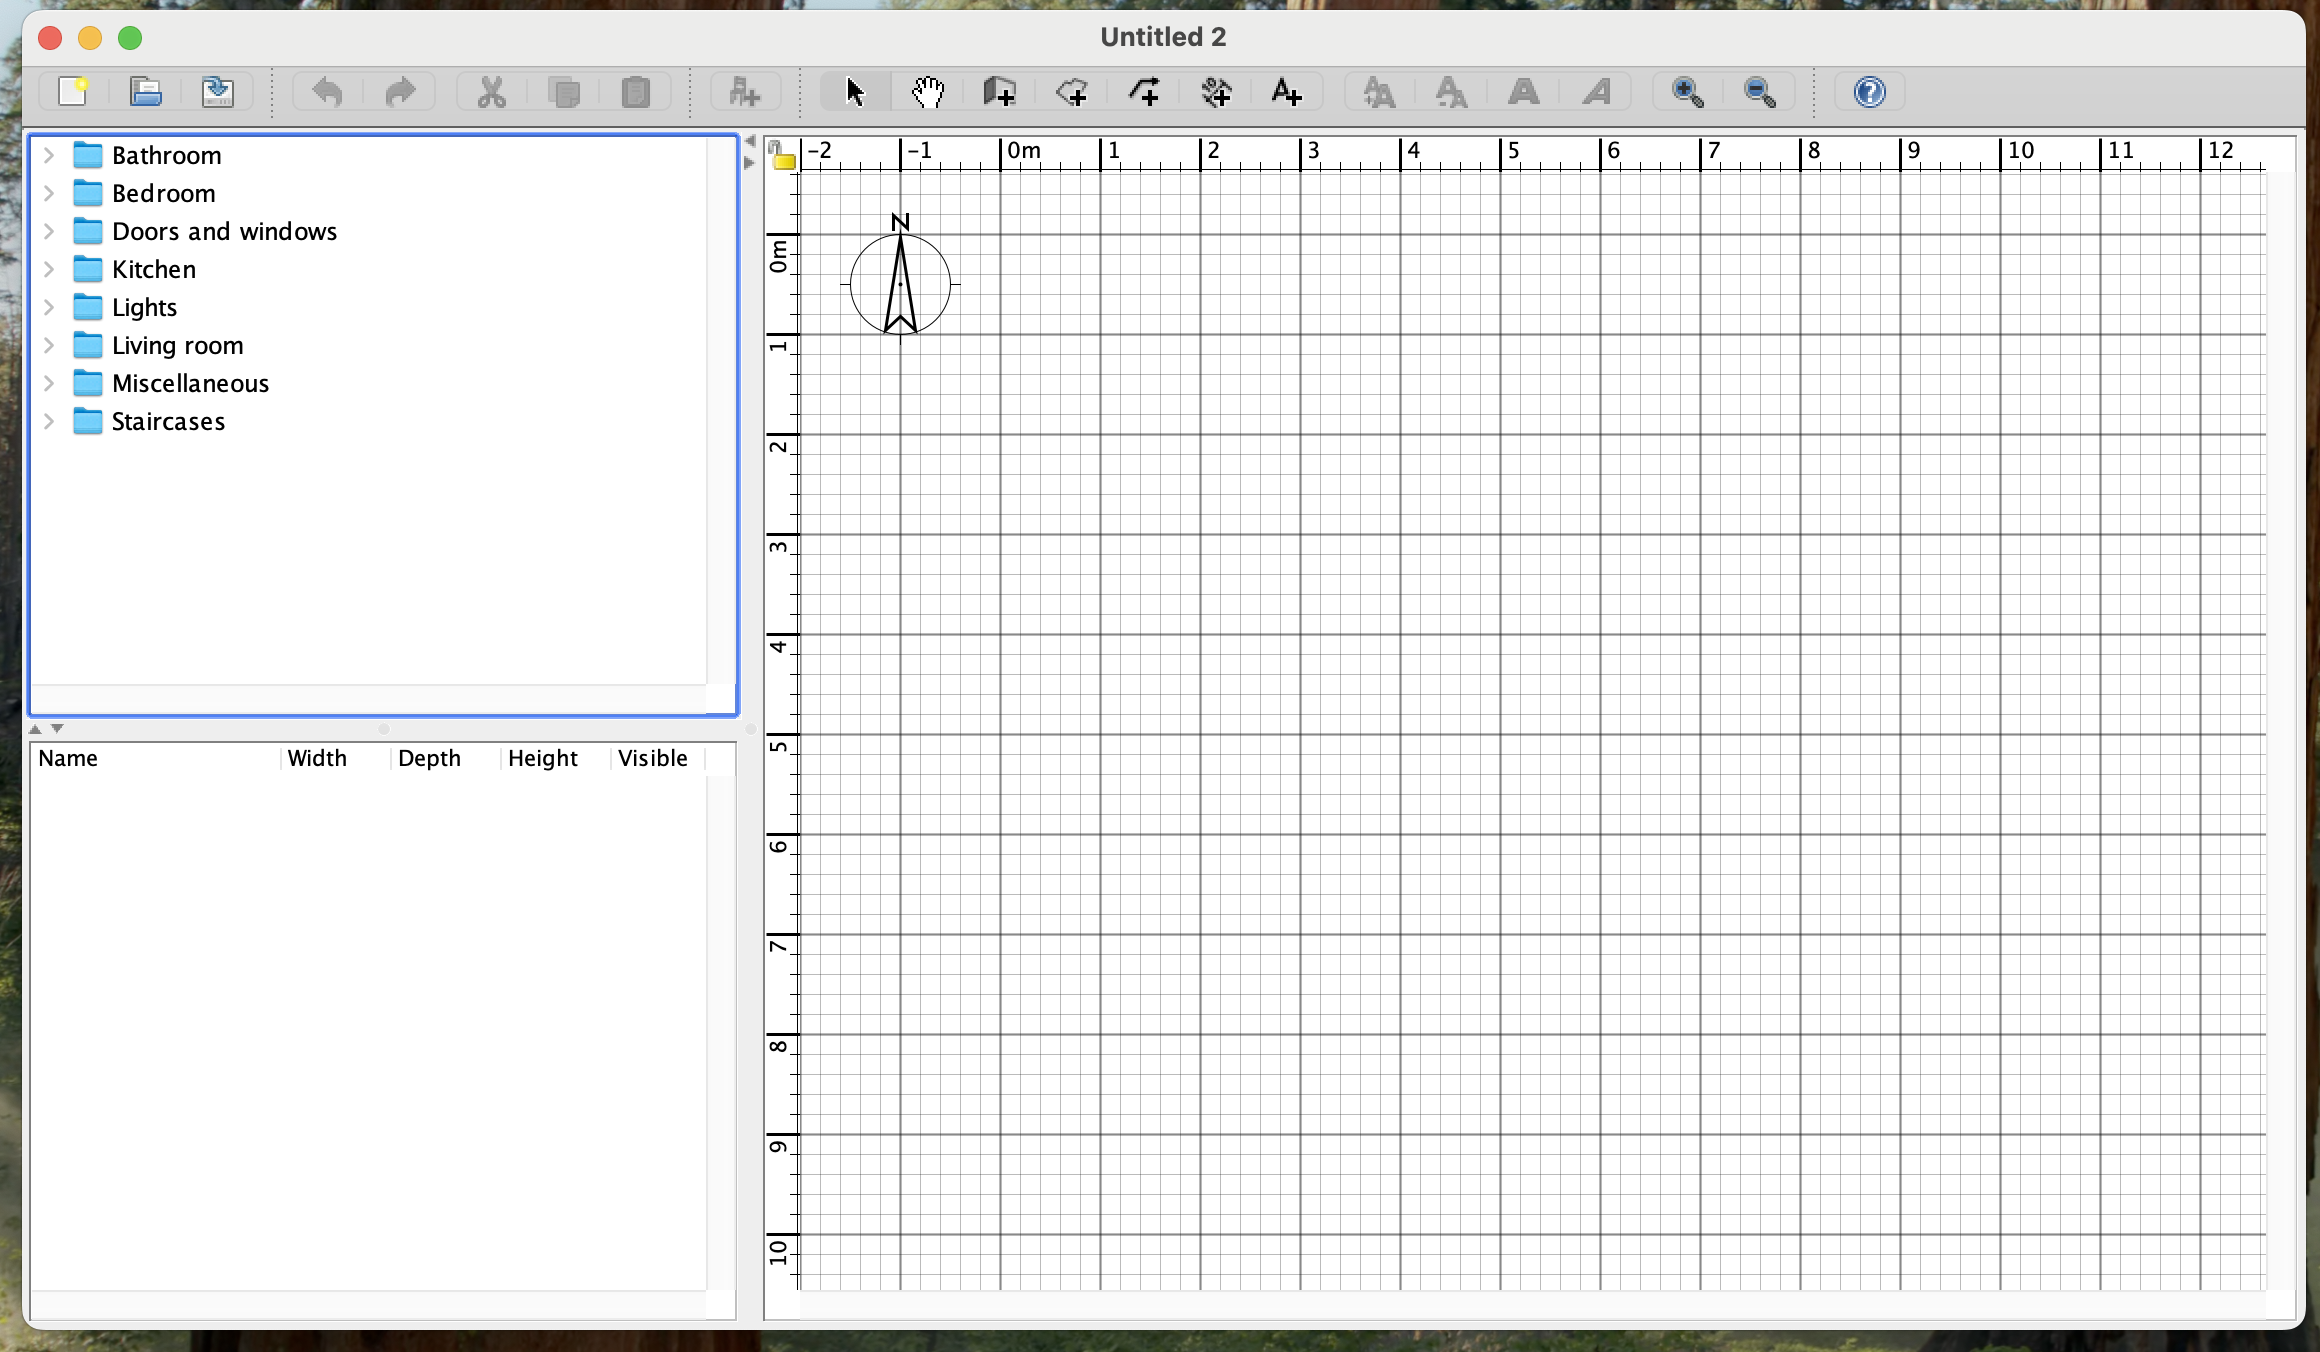 Untitled 2
Bathroom
Bedroom
Doors and windows
Kitchen
Lights
Living room
Miscellaneous
Staircases
Name Width Depth Height Visible
-2 -1 0m 1 2 3 4 5 6 7 8 9 10 11 12
N
0m
1
2
3
4
5
6
7
8
9
10